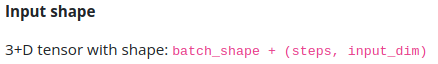 Input shape
3+D tensor with shape: batch_shape + (steps, input_dim)